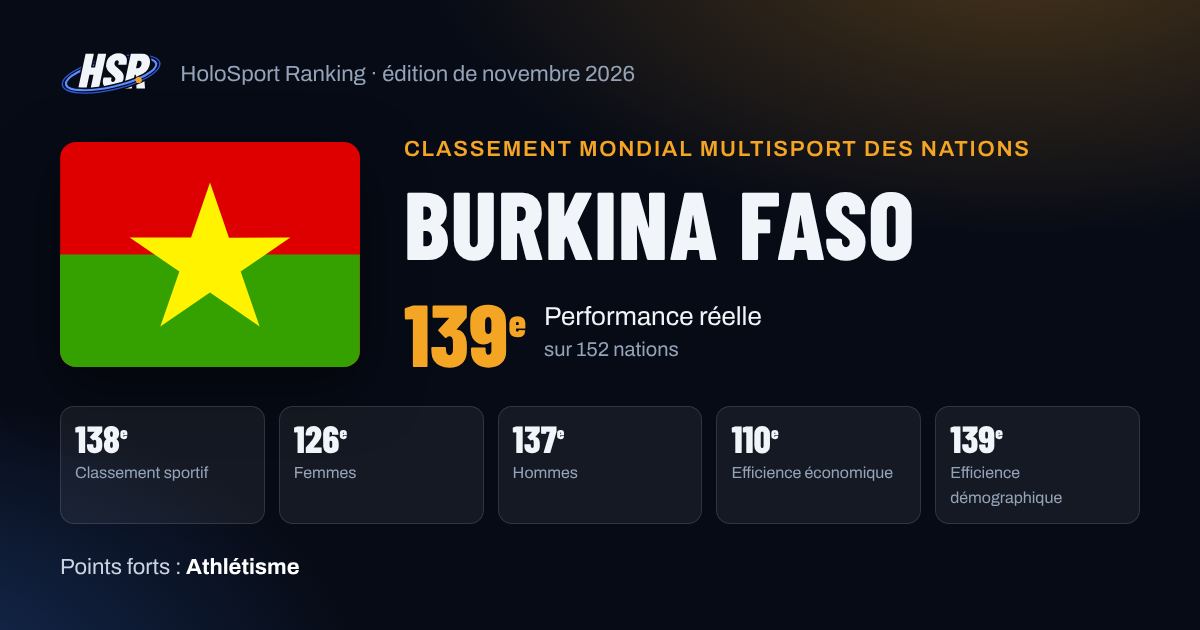 HSR
HoloSport Ranking · édition de novembre 2026
CLASSEMENT MONDIAL MULTISPORT DES NATIONS
BURKINA FASO
139e
Performance réelle
sur 152 nations
138e
Classement sportif
126e
Femmes
137e
Hommes
110e
Efficience économique
139e
Efficience
démographique
Points forts : Athlétisme